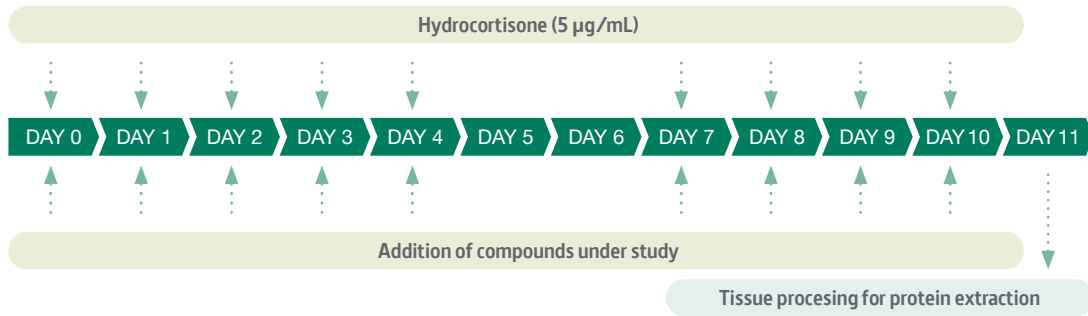 Hydrocortisone (5 µg/mL)
DAY 0 DAY 1 DAY 2 DAY 3 DAY 4 DAY 5 DAY 6 DAY 7 DAY 8 DAY 9 DAY 10 DAY 11
Addition of compounds under study
Tissue procesing for protein extraction